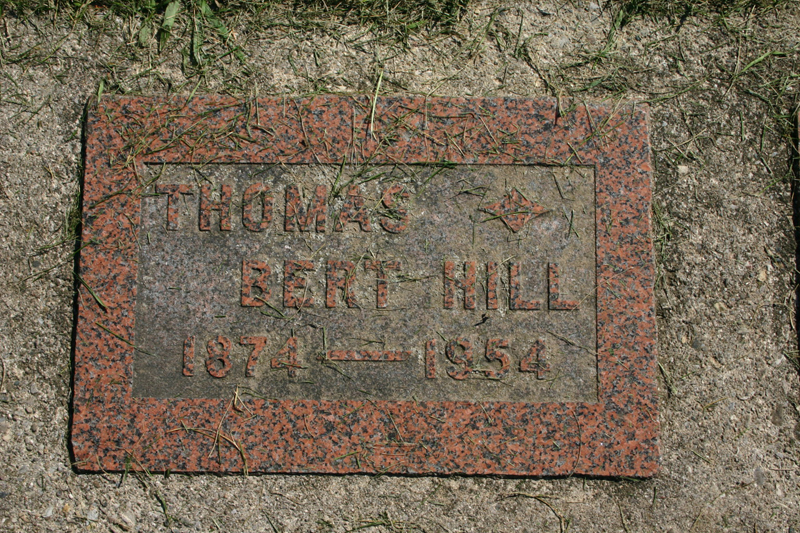 THOMAS
BERT HILL
1874 — 1954